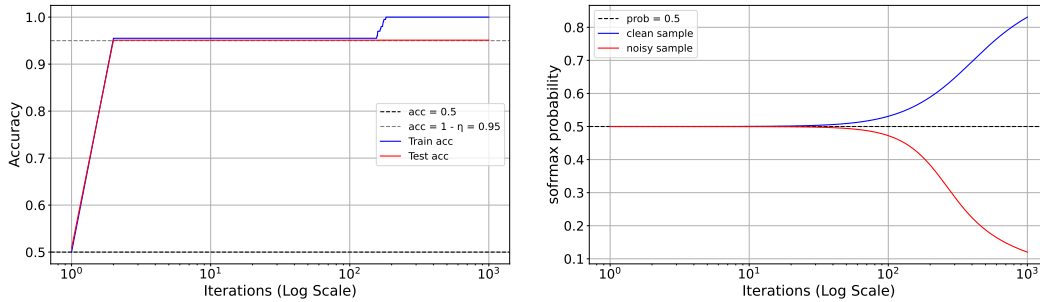 1.0
0.9
0.8
0.7
0.6
0.5
Accuracy
acc = 0.5
acc = 1 - η = 0.95
Train acc
Test acc
10⁰
10¹
10²
10³
Iterations (Log Scale)
0.8
0.7
0.6
0.5
0.4
0.3
0.2
0.1
sofrmax probability
prob = 0.5
clean sample
noisy sample
10⁰
10¹
10²
10³
Iterations (Log Scale)